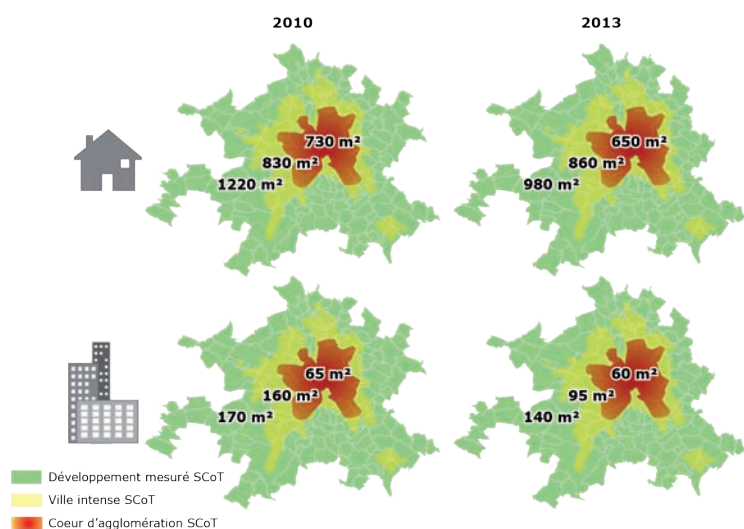 2010
2013
730 m²
830 m²
1220 m²
650 m²
860 m²
980 m²
65 m²
160 m²
170 m²
60 m²
95 m²
140 m²
Développement mesuré SCoT
Ville intense SCoT
Coeur d'agglomération SCoT